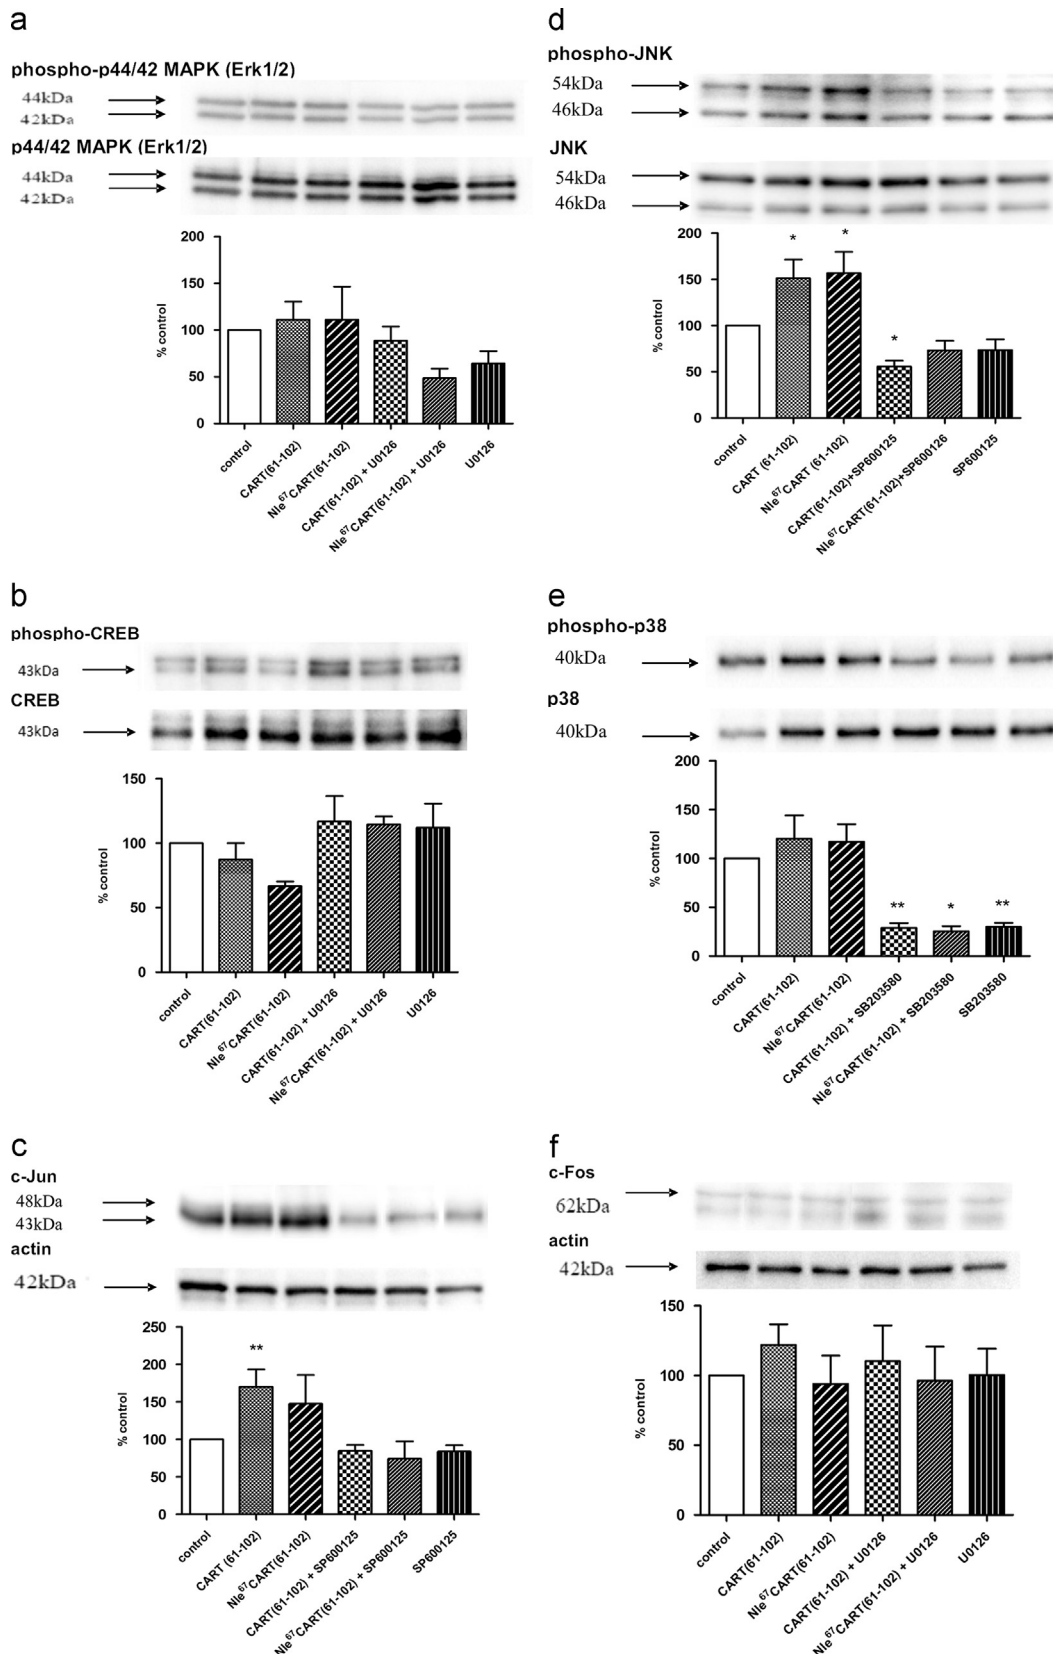 a
phospho-p44/42 MAPK (Erk1/2)
44kDa
42kDa
p44/42 MAPK (Erk1/2)
44kDa
42kDa
200
150
100
50
0
% control
control
CART(61-102)
Nle67CART(61-102)
CART(61-102) + U0126
Nle67CART(61-102) + U0126
U0126
b
phospho-CREB
43kDa
CREB
43kDa
150
100
50
0
% control
control
CART(61-102)
Nle67CART(61-102)
CART(61-102) + U0126
Nle67CART(61-102) + U0126
U0126
c
c-Jun
48kDa
43kDa
actin
42kDa
250
200
150
100
50
0
% control
**
control
CART (61-102)
Nle67CART(61-102)
CART(61-102) + SP600125
Nle67CART(61-102) + SP600125
SP600125
d
phospho-JNK
54kDa
46kDa
JNK
54kDa
46kDa
200
150
100
50
0
% control
*
*
*
control
CART (61-102)
Nle67CART (61-102)
CART(61-102)+SP600125
Nle67CART(61-102)+SP600126
SP600125
e
phospho-p38
40kDa
p38
40kDa
200
150
100
50
0
% control
**
*
**
control
CART(61-102)
Nle67CART(61-102)
CART(61-102) + SB203580
Nle67CART(61-102) + SB203580
SB203580
f
c-Fos
62kDa
actin
42kDa
150
100
50
0
% control
control
CART(61-102)
Nle67CART(61-102)
CART(61-102) + U0126
Nle67CART(61-102) + U0126
U0126